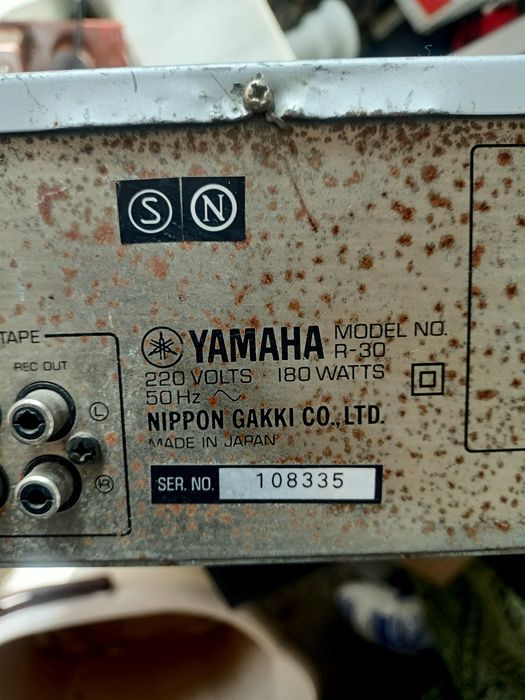 S N
TAPE
REC OUT
L
R
YAMAHA MODEL NO.
R-30
220 VOLTS 180 WATTS
50 Hz
NIPPON GAKKI CO., LTD.
MADE IN JAPAN
SER. NO. 108335